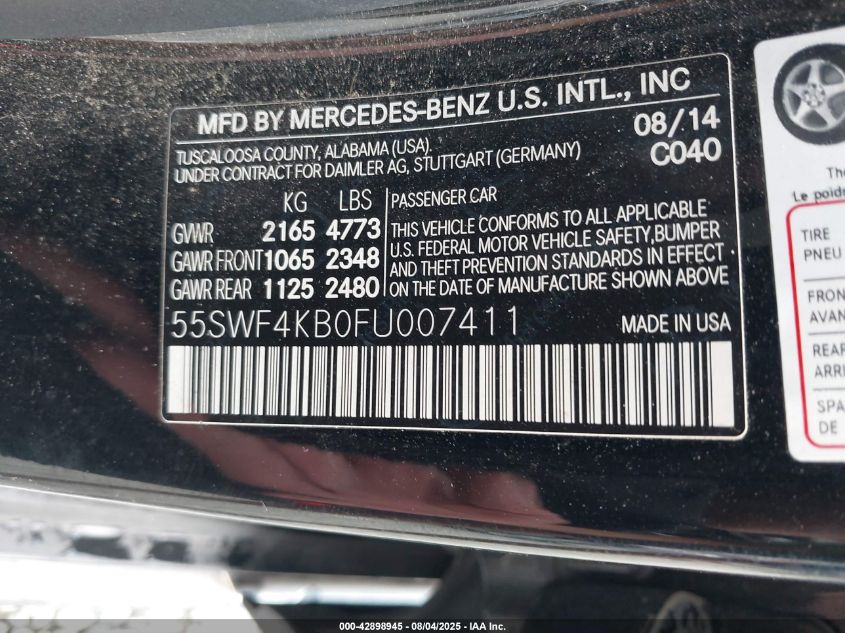 MFD BY MERCEDES-BENZ U.S. INTL., INC
TUSCALOOSA COUNTY, ALABAMA (USA).
UNDER CONTRACT FOR DAIMLER AG, STUTTGART (GERMANY)
08/14
C040
KG LBS
GVWR 2165 4773
GAWR FRONT 1065 2348
GAWR REAR 1125 2480
PASSENGER CAR
THIS VEHICLE CONFORMS TO ALL APPLICABLE
U.S. FEDERAL MOTOR VEHICLE SAFETY,BUMPER
AND THEFT PREVENTION STANDARDS IN EFFECT
ON THE DATE OF MANUFACTURE SHOWN ABOVE
55SWF4KB0FU007411
MADE IN USA
The
Le poids
TIRE
PNEU
FRON
AVAN
REAR
ARRI
SPA
DE
000-42898945 - 08/04/2025 - IAA Inc.